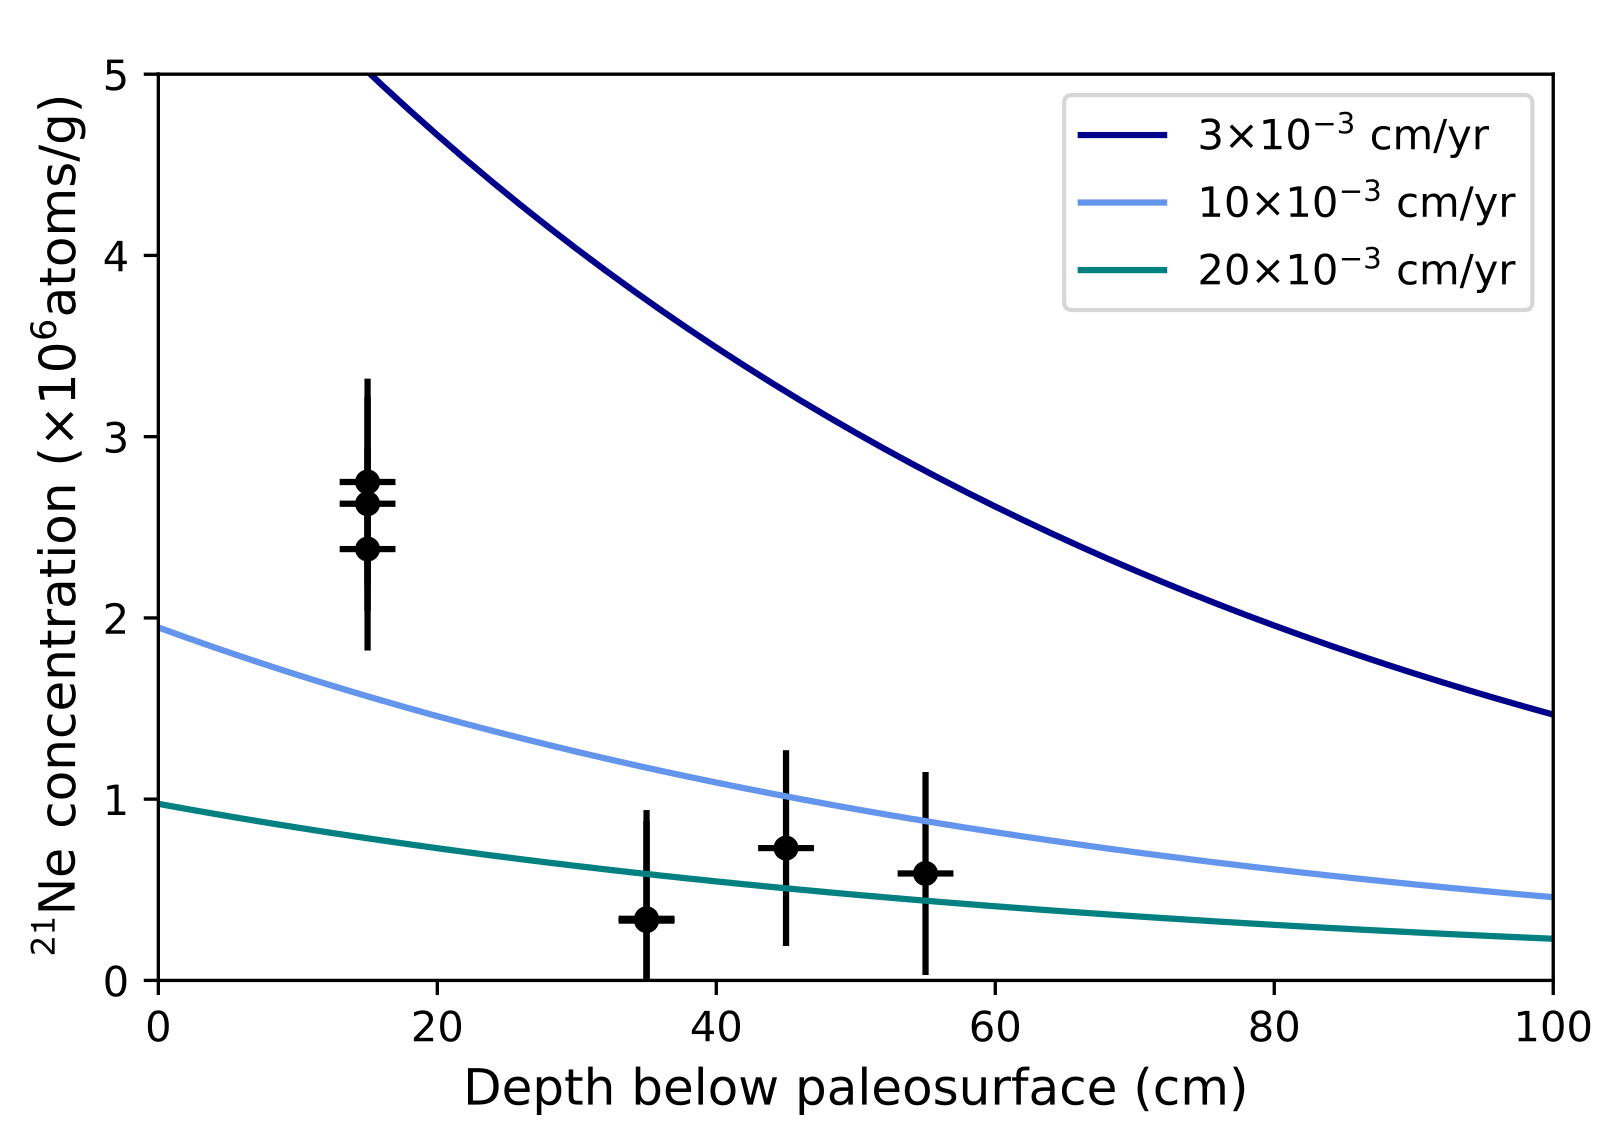 5
4
3
2
1
0
²¹Ne concentration (×10⁶atoms/g)
3×10⁻³ cm/yr
10×10⁻³ cm/yr
20×10⁻³ cm/yr
0 20 40 60 80 100
Depth below paleosurface (cm)